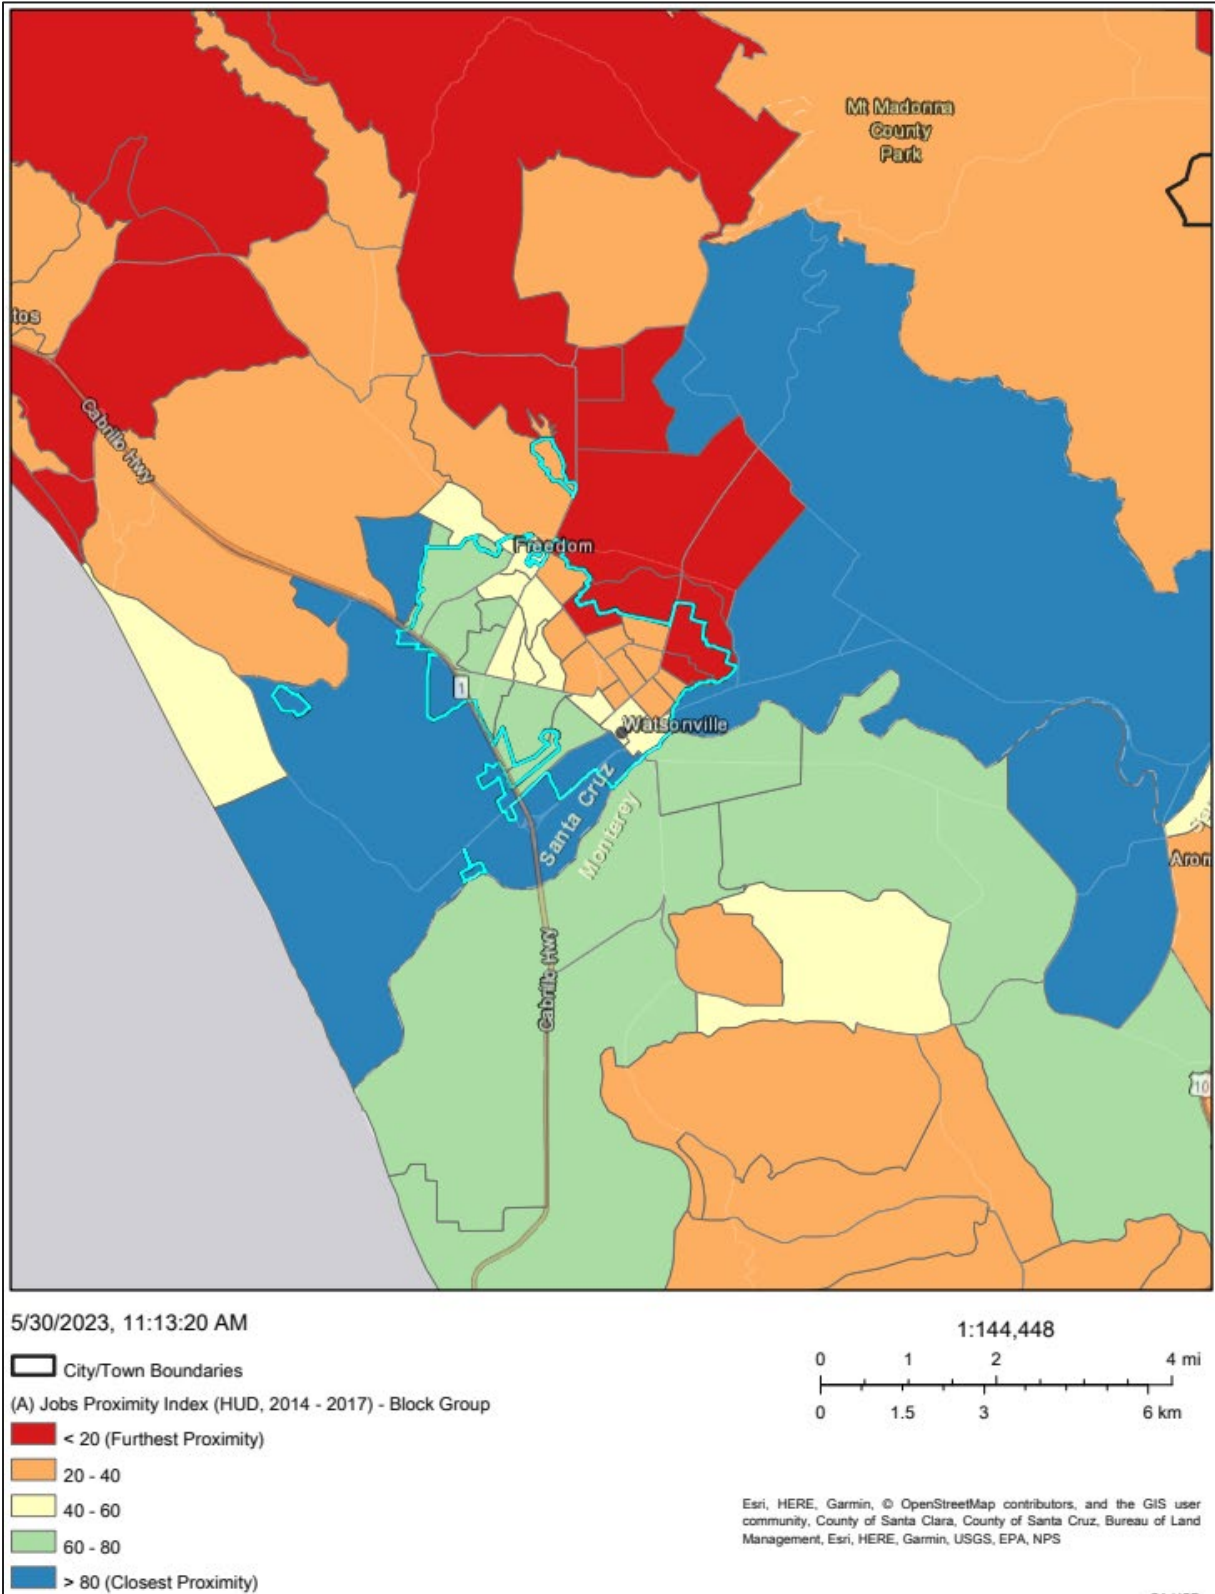 Mt Madonna
County
Park
tos
Cabrillo Hwy
Freedom
1
Watsonville
Santa Cruz
Monterey
Arom
Cabrillo Hwy
10
5/30/2023, 11:13:20 AM
1:144,448
City/Town Boundaries
0 1 2 4 mi
0 1.5 3 6 km
(A) Jobs Proximity Index (HUD, 2014 - 2017) - Block Group
< 20 (Furthest Proximity)
20 - 40
40 - 60
60 - 80
> 80 (Closest Proximity)
Esri, HERE, Garmin, © OpenStreetMap contributors, and the GIS user
community, County of Santa Clara, County of Santa Cruz, Bureau of Land
Management, Esri, HERE, Garmin, USGS, EPA, NPS